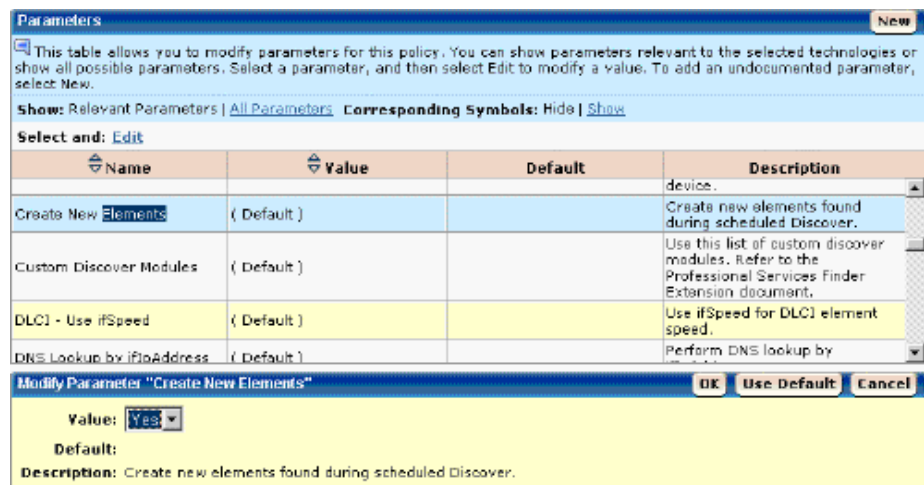 Parameters New
This table allows you to modify parameters for this policy. You can show parameters relevant to the selected technologies or
show all possible parameters. Select a parameter, and then select Edit to modify a value. To add an undocumented parameter,
select New.
Show: Relevant Parameters | All Parameters Corresponding Symbols: Hide | Show
Select and: Edit
Name Value Default Description
device.
Create New Elements ( Default ) Create new elements found
during scheduled Discover.
Custom Discover Modules ( Default ) Use this list of custom discover
modules. Refer to the
Professional Services Finder
Extension document.
DLCI - Use ifSpeed ( Default ) Use ifSpeed for DLCI element
speed.
DNS Lookup by ifIpAddress ( Default ) Perform DNS lookup by
Modify Parameter "Create New Elements" OK Use Default Cancel
Value: Yes
Default:
Description: Create new elements found during scheduled Discover.